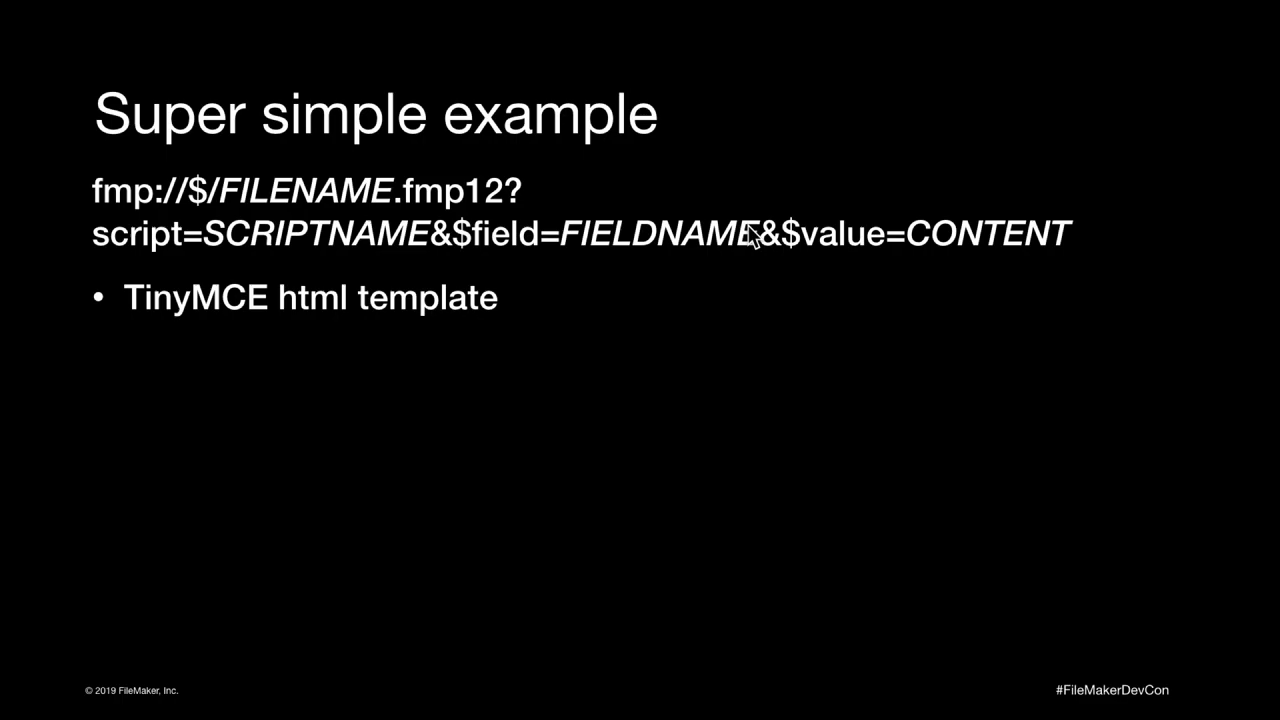 Super simple example
fmp://$/FILENAME.fmp12?
script=SCRIPTNAME&$field=FIELDNAME&$value=CONTENT
• TinyMCE html template
© 2019 FileMaker, Inc.
#FileMakerDevCon